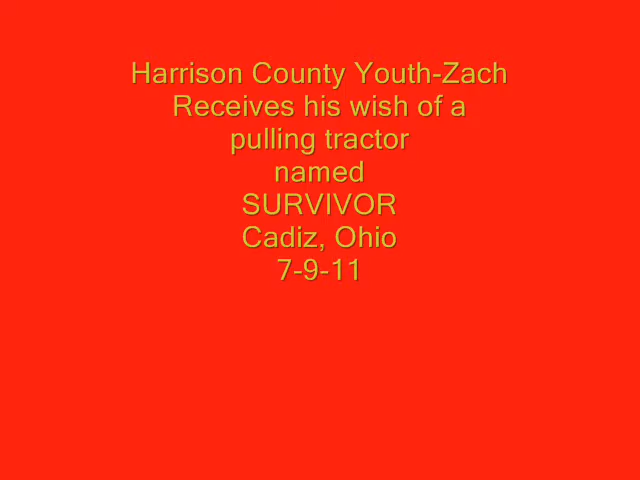 Harrison County Youth-Zach
Receives his wish of a
pulling tractor
named
SURVIVOR
Cadiz, Ohio
7-9-11